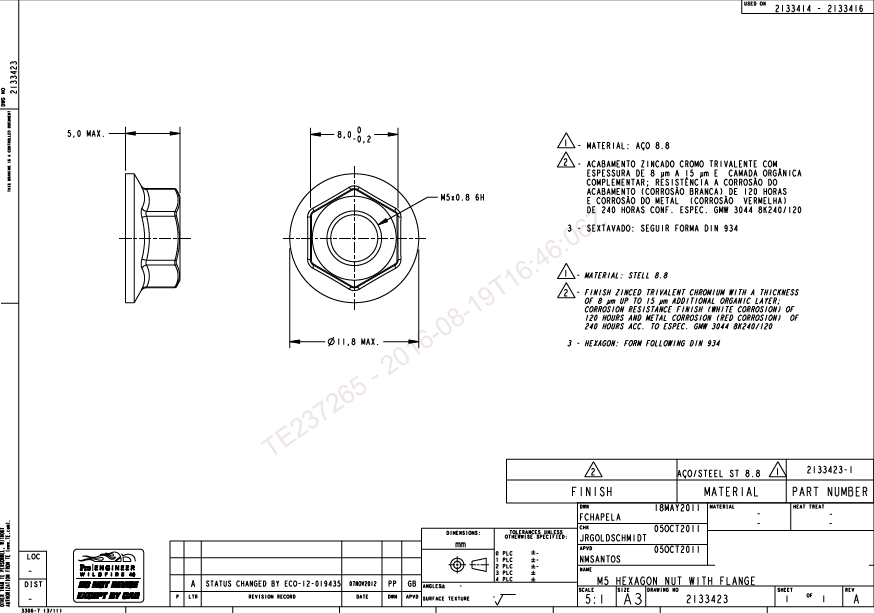 USED ON
2133414 - 2133416
DWG NO
2133423
THIS DRAWING IS A CONTROLLED DOCUMENT
5,0 MAX.
8,0 0 -0,2
M5x0.8 6H
Ø11,8 MAX.
1 - MATERIAL: AÇO 8.8
2 - ACABAMENTO ZINCADO CROMO TRIVALENTE COM
ESPESSURA DE 8 µm A 15 µm E CAMADA ORGÂNICA
COMPLEMENTAR; RESISTÊNCIA A CORROSÃO DO
ACABAMENTO (CORROSÃO BRANCA) DE 120 HORAS
E CORROSÃO DO METAL (CORROSÃO VERMELHA)
DE 240 HORAS CONF. ESPEC. GMW 3044 8K240/120
3 - SEXTAVADO: SEGUIR FORMA DIN 934
1 - MATERIAL: STELL 8.8
2 - FINISH ZINCED TRIVALENT CHROMIUM WITH A THICKNESS
OF 8 µm UP TO 15 µm ADDITIONAL ORGANIC LAYER;
CORROSION RESISTANCE FINISH (WHITE CORROSION) OF
120 HOURS AND METAL CORROSION (RED CORROSION) OF
240 HOURS ACC. TO ESPEC. GMW 3044 8K240/120
3 - HEXAGON: FORM FOLLOWING DIN 934
2
AÇO/STEEL ST 8.8 1
2133423-1
FINISH
MATERIAL
PART NUMBER
DWN
18MAY2011
FCHAPELA
CHK
05OCT2011
JRGOLDSCHMIDT
APVD
05OCT2011
NMSANTOS
MATERIAL
-
-
HEAT TREAT
-
-
NAME
M5 HEXAGON NUT WITH FLANGE
SCALE
5:1
SIZE
A3
DRAWING NO
2133423
SHEET
1 OF 1
REV
A
DIMENSIONS:
mm
TOLERANCES UNLESS
OTHERWISE SPECIFIED:
0 PLC ±-
1 PLC ±-
2 PLC ±
3 PLC ±
4 PLC ±
ANGLES± -
SURFACE TEXTURE
A STATUS CHANGED BY ECO-12-019435 07NOV2012 PP GB
P LTR REVISION RECORD DATE DWN APVD
LOC
-
DIST
-
Pro/ENGINEER
WILDFIRE 4.0
DO NOT REVISE
EXCEPT BY CAD
3306-7 (3/11)